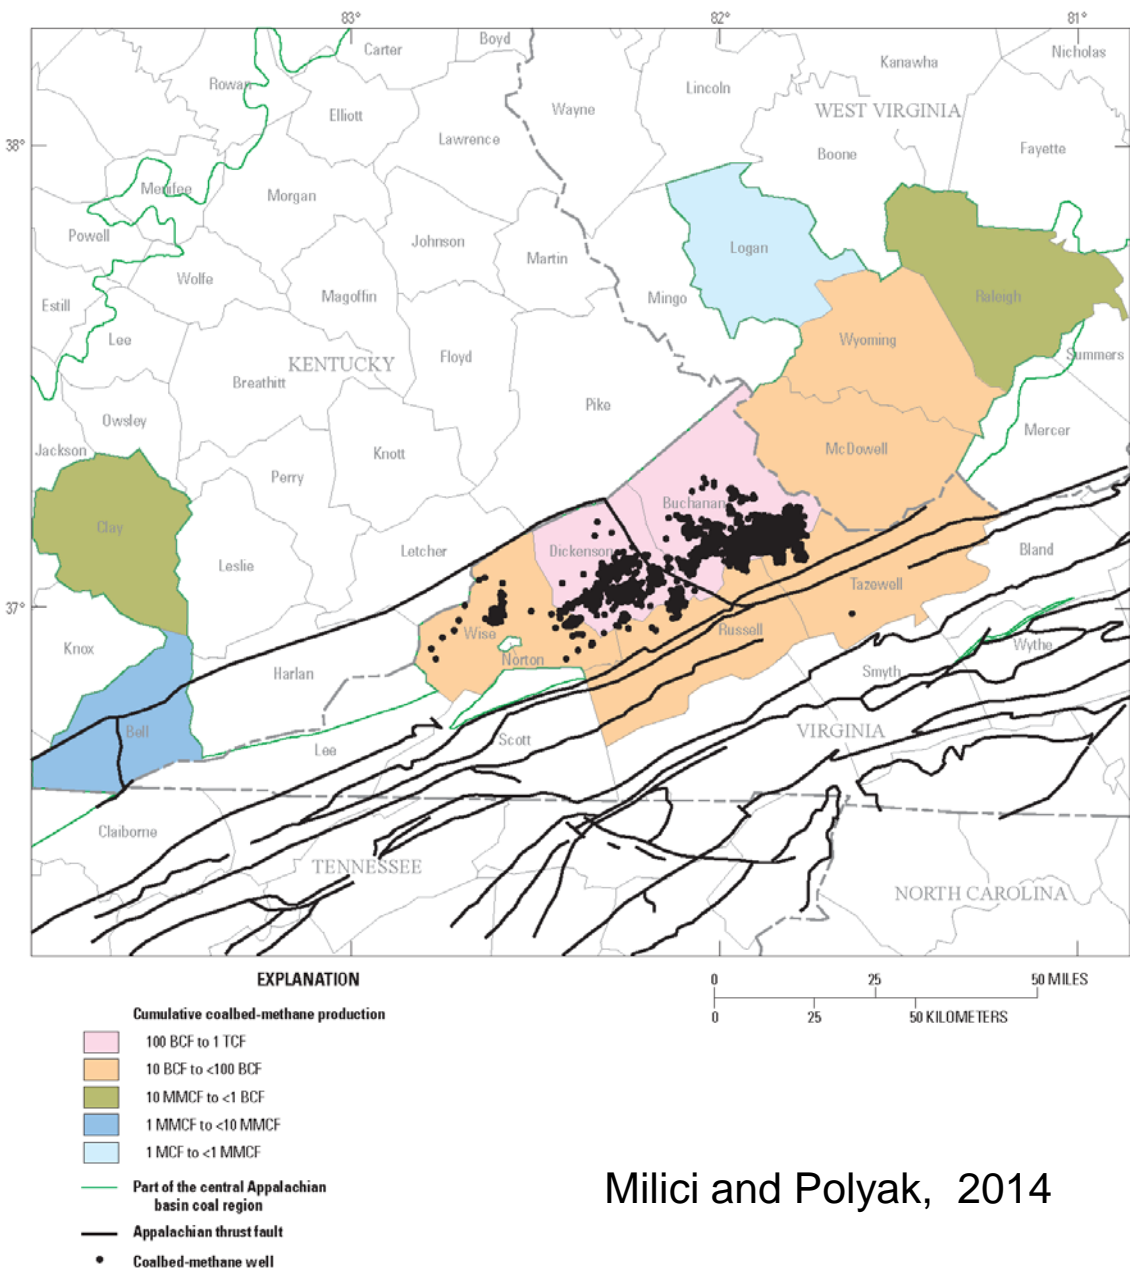 83°
82°
81°
Boyd
Carter
Nicholas
Kanawha
Rowan
Lincoln
Wayne
WEST VIRGINIA
Elliott
Lawrence
38°
Boone
Fayette
Menifee
Morgan
Powell
Johnson
Logan
Martin
Wolfe
Magoffin
Mingo
Raleigh
Estill
Lee
Wyoming
Summers
Floyd
KENTUCKY
Breathitt
Pike
Owsley
Mercer
Jackson
McDowell
Knott
Perry
Buchanan
Clay
Letcher
Dickenson
Bland
Leslie
Tazewell
37°
Wise
Russell
Knox
Wythe
Norton
Harlan
Smyth
Bell
VIRGINIA
Scott
Lee
Claiborne
TENNESSEE
NORTH CAROLINA
EXPLANATION
0 25 50 MILES
0 25 50 KILOMETERS
Cumulative coalbed-methane production
100 BCF to 1 TCF
10 BCF to <100 BCF
10 MMCF to <1 BCF
1 MMCF to <10 MMCF
1 MCF to <1 MMCF
Part of the central Appalachian
basin coal region
Appalachian thrust fault
Coalbed-methane well
Milici and Polyak, 2014